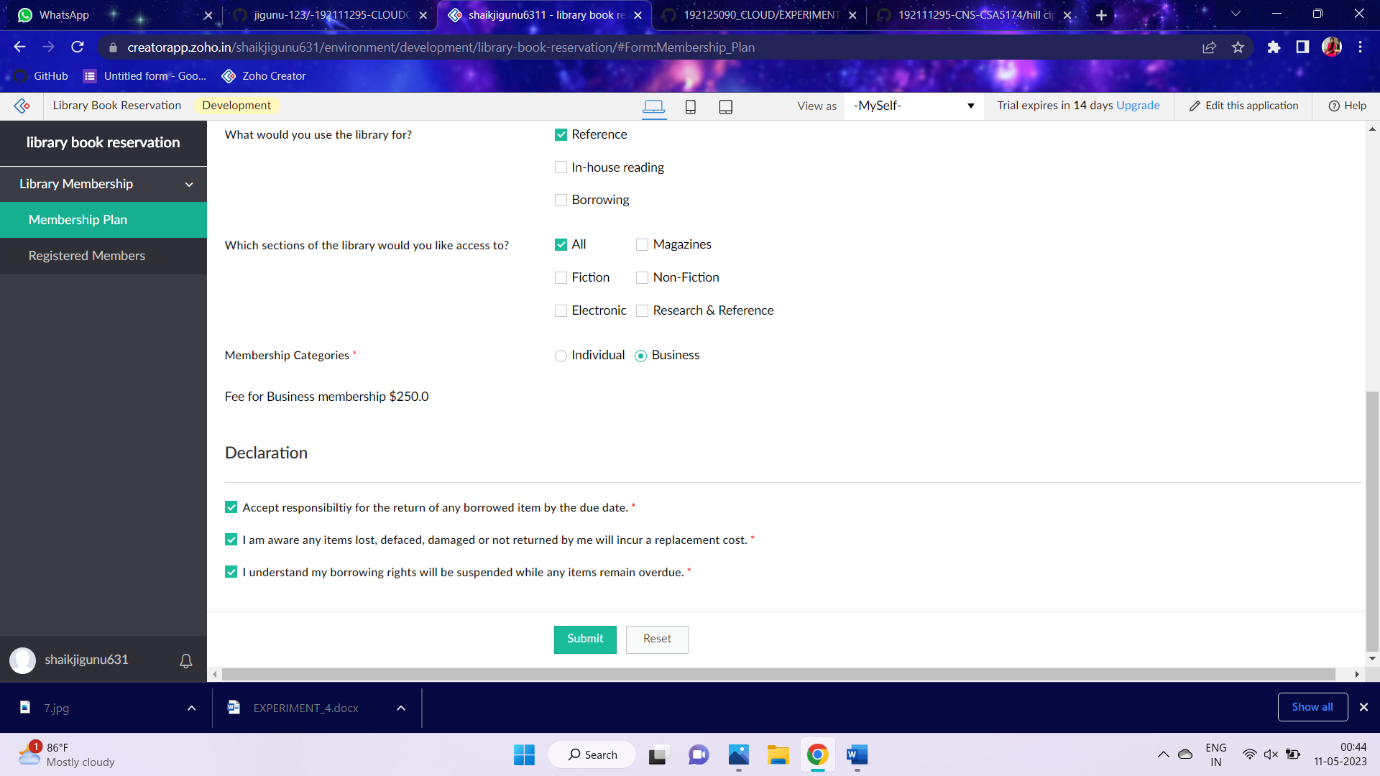 WhatsApp
jigunu-123/-192111295-CLOUDC
shaikjigunu6311 - library book re
192125090_CLOUD/EXPERIMENT
192111295-CNS-CSA5174/hill ci
creatorapp.zoho.in/shaikjigunu631/environment/development/library-book-reservation/#Form:Membership_Plan
GitHub
Untitled form - Goo...
Zoho Creator
Library Book Reservation
Development
View as
-MySelf-
Trial expires in 14 days Upgrade
Edit this application
Help
library book reservation
Library Membership
Membership Plan
Registered Members
What would you use the library for?
Reference
In-house reading
Borrowing
Which sections of the library would you like access to?
All Magazines
Fiction Non-Fiction
Electronic Research & Reference
Membership Categories *
Individual Business
Fee for Business membership $250.0
Declaration
Accept responsibiltiy for the return of any borrowed item by the due date. *
I am aware any items lost, defaced, damaged or not returned by me will incur a replacement cost. *
I understand my borrowing rights will be suspended while any items remain overdue. *
Submit Reset
shaikjigunu631
7.jpg
EXPERIMENT_4.docx
Show all
1
86°F
Mostly cloudy
Search
ENG
IN
00:44
11-05-2023